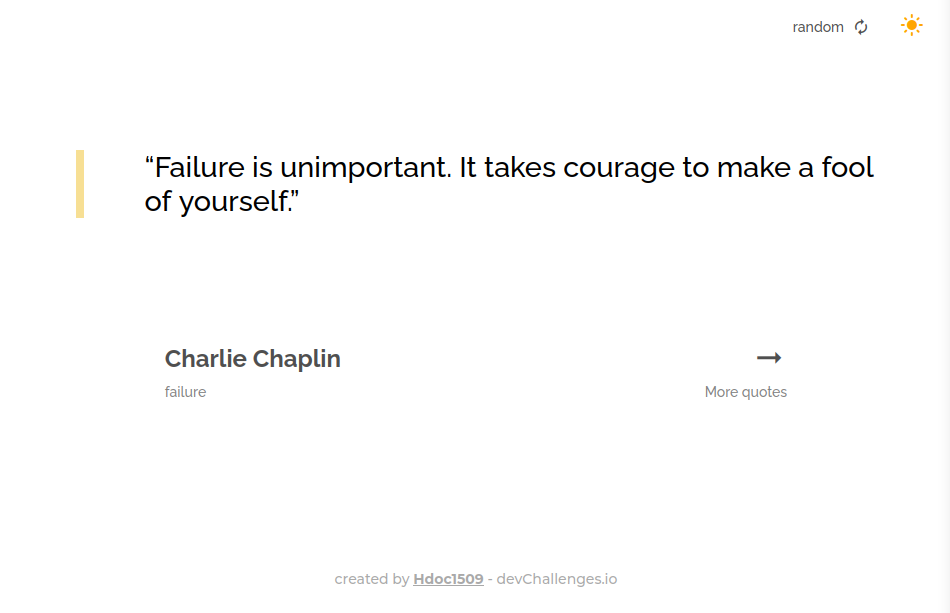 random
“Failure is unimportant. It takes courage to make a fool
of yourself.”
Charlie Chaplin
failure
More quotes
created by Hdoc1509 - devChallenges.io